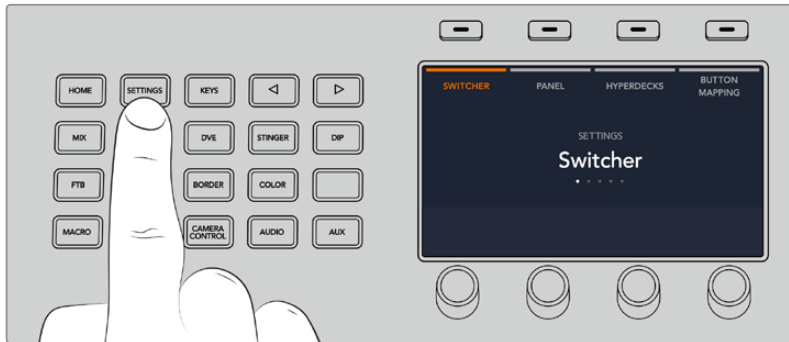 HOME
SETTINGS
KEYS
MIX
DVE
STINGER
DIP
FTB
BORDER
COLOR
MACRO
CAMERA
CONTROL
AUDIO
AUX
SWITCHER
PANEL
HYPERDECKS
BUTTON
MAPPING
SETTINGS
Switcher